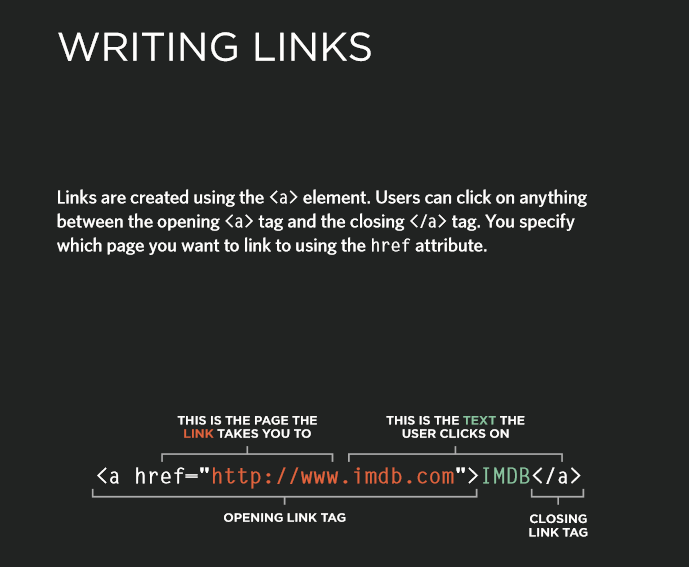 WRITING LINKS
Links are created using the <a> element. Users can click on anything
between the opening <a> tag and the closing </a> tag. You specify
which page you want to link to using the href attribute.
THIS IS THE PAGE THE
LINK TAKES YOU TO
THIS IS THE TEXT THE
USER CLICKS ON
<a href="http://www.imdb.com">IMDB</a>
OPENING LINK TAG
CLOSING
LINK TAG